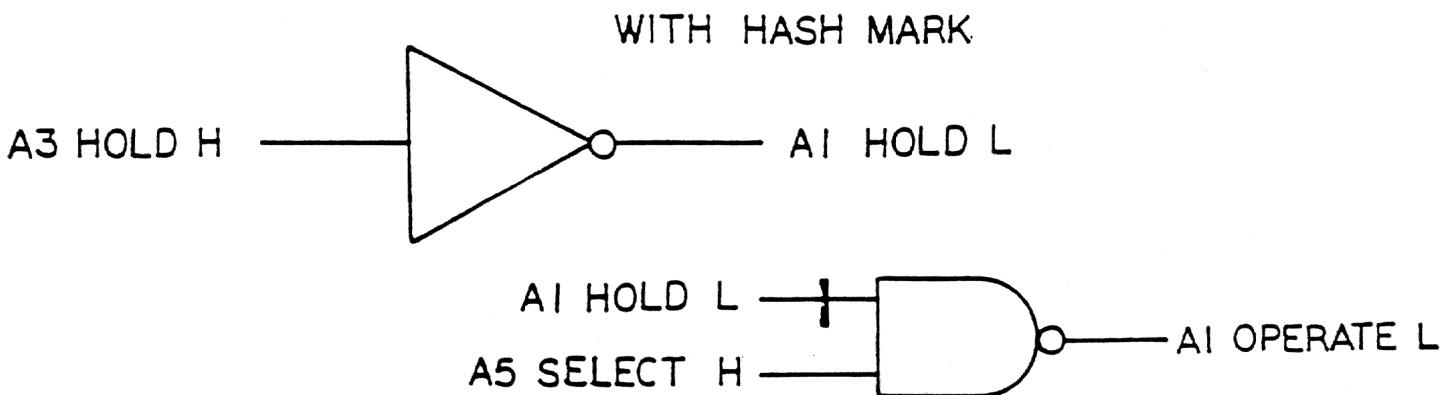 WITH HASH MARK
A3 HOLD H
A1 HOLD L
A1 HOLD L
A5 SELECT H
A1 OPERATE L